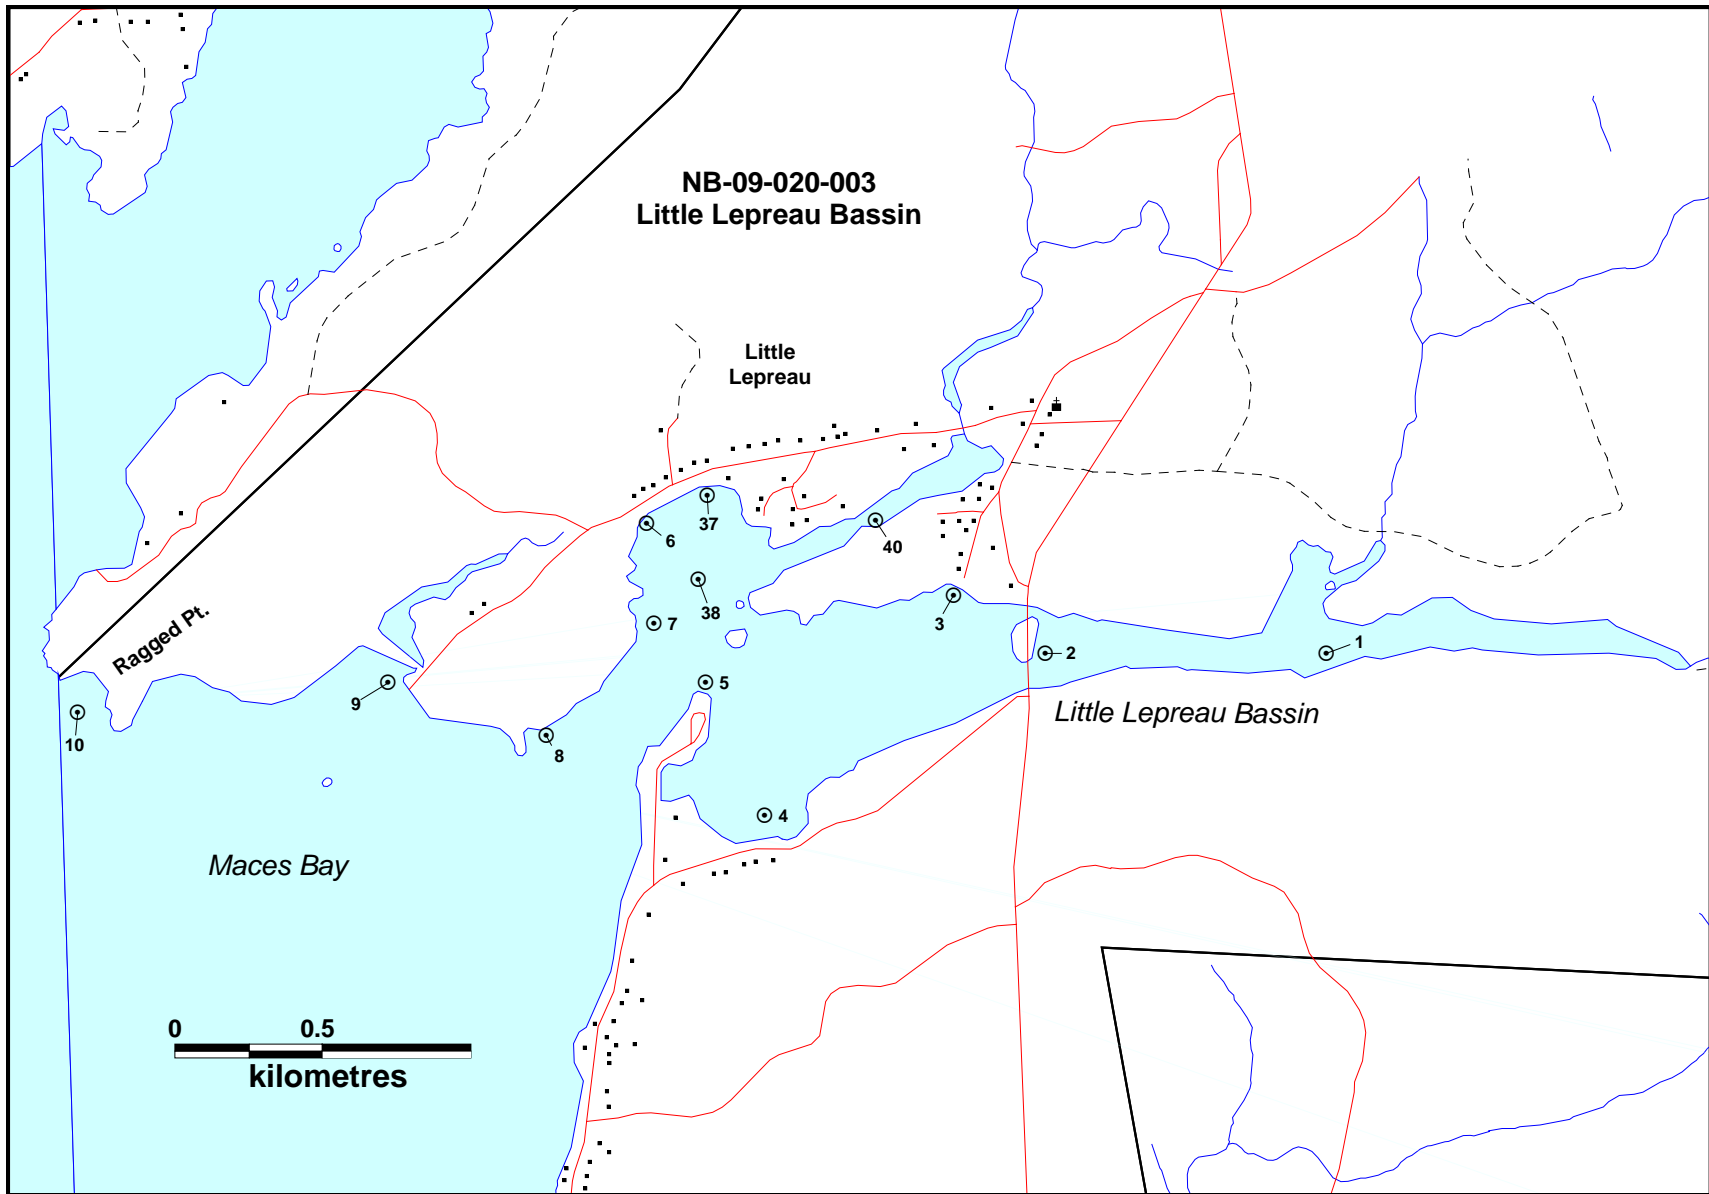 NB-09-020-003
Little Lepreau Bassin
Little
Lepreau
37
6
40
38
3
7
2
1
Ragged Pt.
5
9
Little Lepreau Bassin
10
8
4
Maces Bay
0 0.5
kilometres